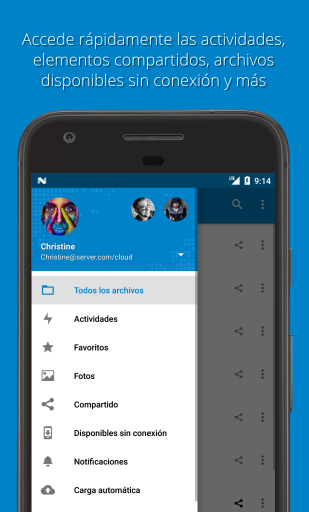 Accede rápidamente las actividades,
elementos compartidos, archivos
disponibles sin conexión y más
LTE 9:14
Christine
Christine@server.com/cloud
Todos los archivos
Actividades
Favoritos
Fotos
Compartido
Disponibles sin conexión
Notificaciones
Carga automática